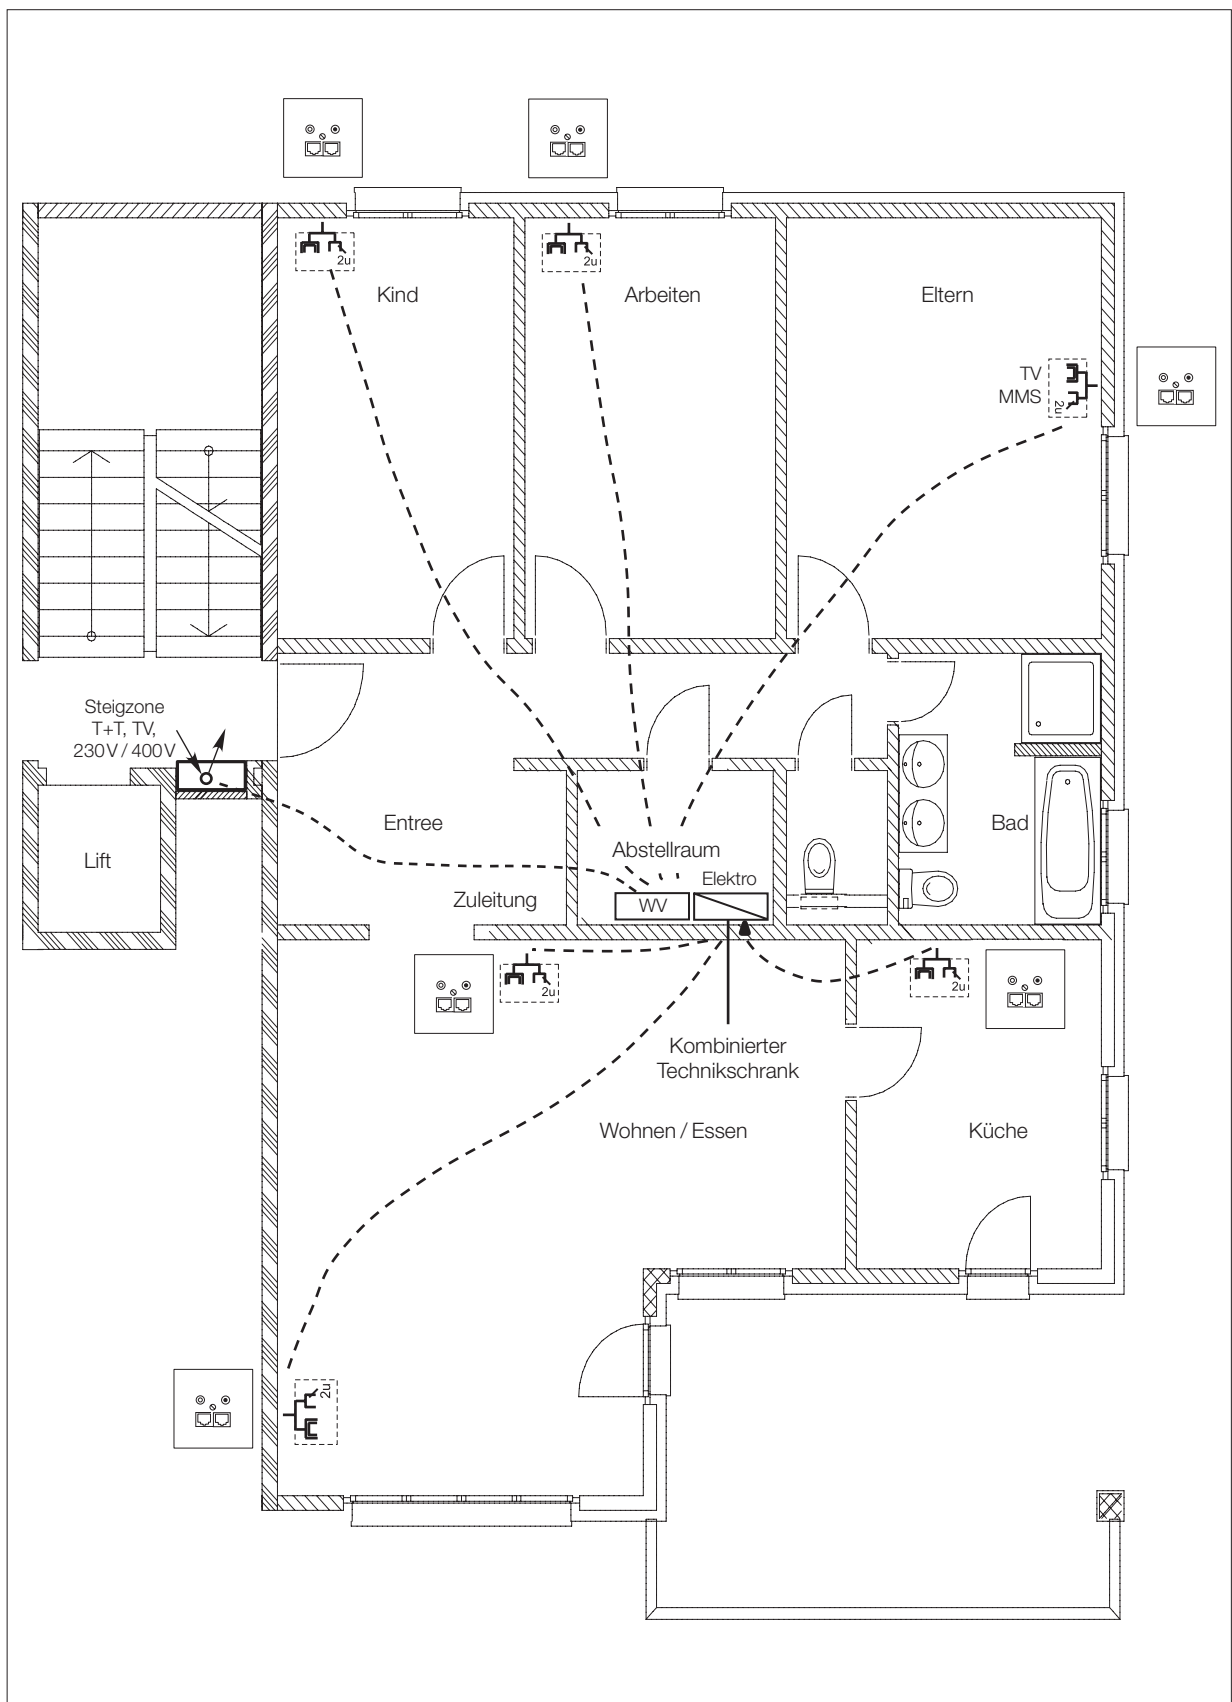 2u
2u
Kind
Arbeiten
Eltern
TV
MMS
2u
Steigzone
T+T, TV,
230V / 400V
Entree
Lift
Abstellraum
Bad
Elektro
Zuleitung
WV
2u
2u
Kombinierter
Technikschrank
Wohnen / Essen
Küche
2u